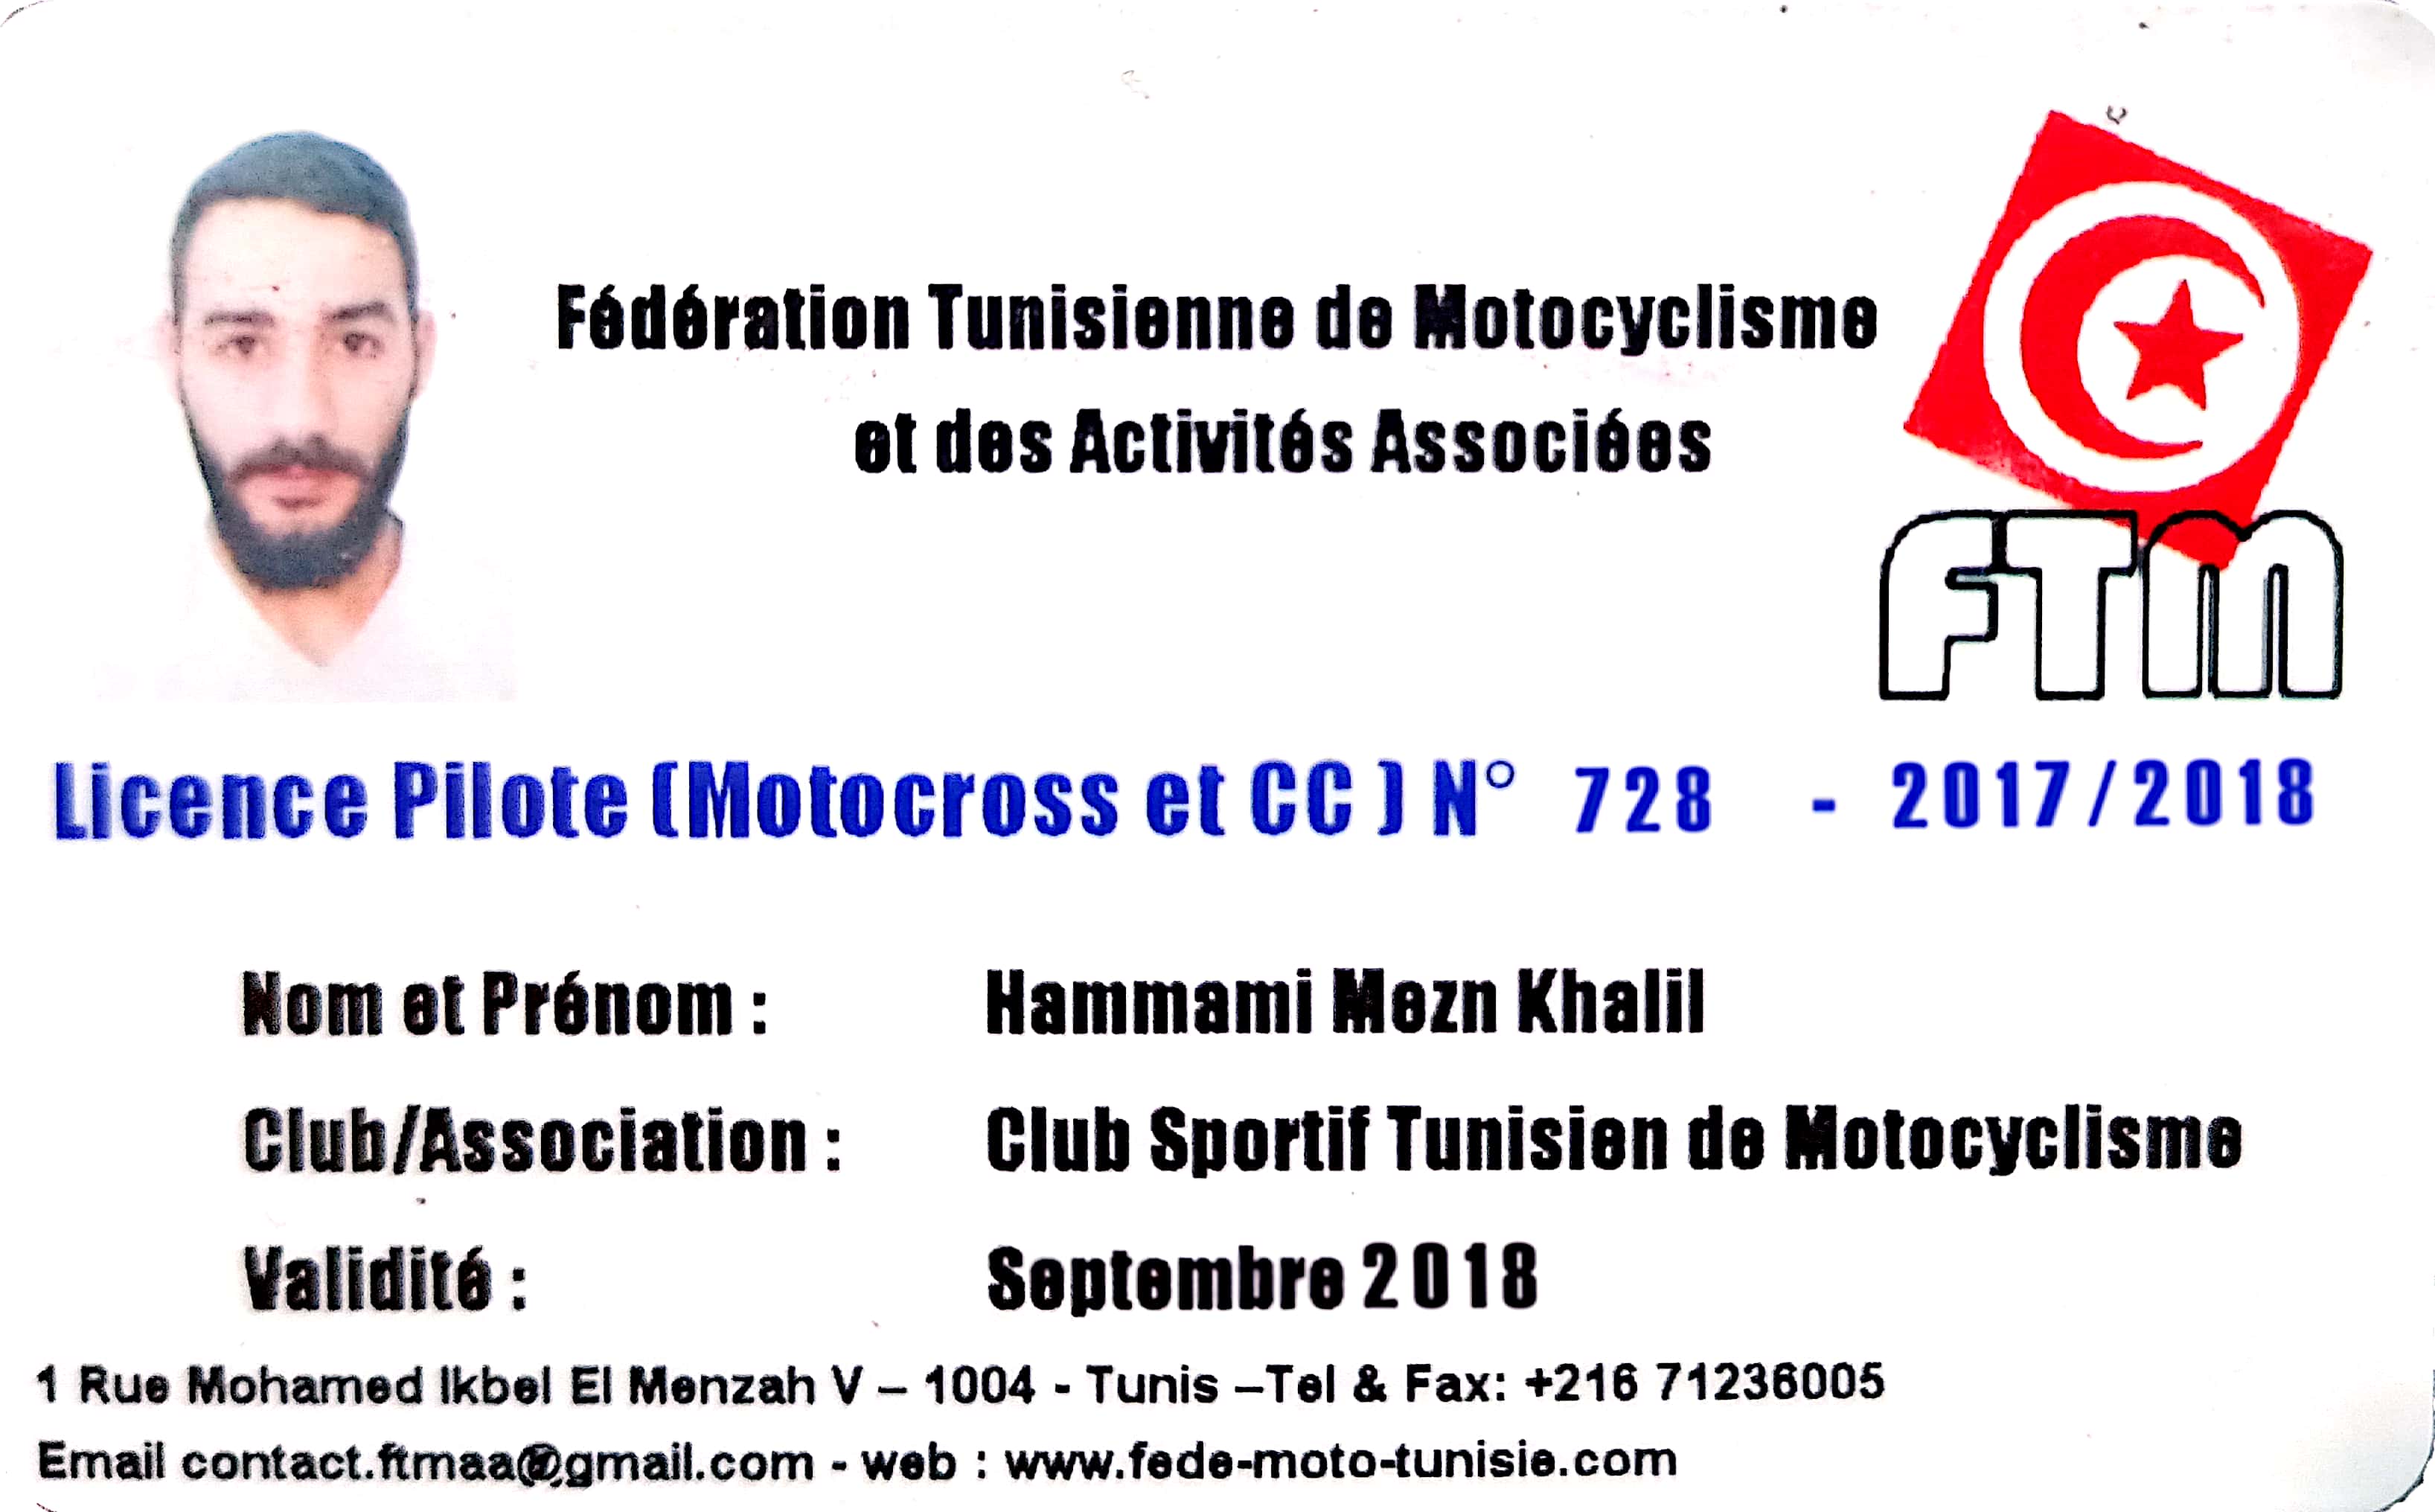 Fédération Tunisienne de Motocyclisme
et des Activités Associées
FTM
Licence Pilote (Motocross et CC ) N° 728 - 2017/2018
Nom et Prénom : Hammami Mezn Khalil
Club/Association : Club Sportif Tunisien de Motocyclisme
Validité : Septembre 2018
1 Rue Mohamed Ikbel El Menzah V – 1004 - Tunis –Tel & Fax: +216 71236005
Email contact.ftmaa@gmail.com - web : www.fede-moto-tunisie.com